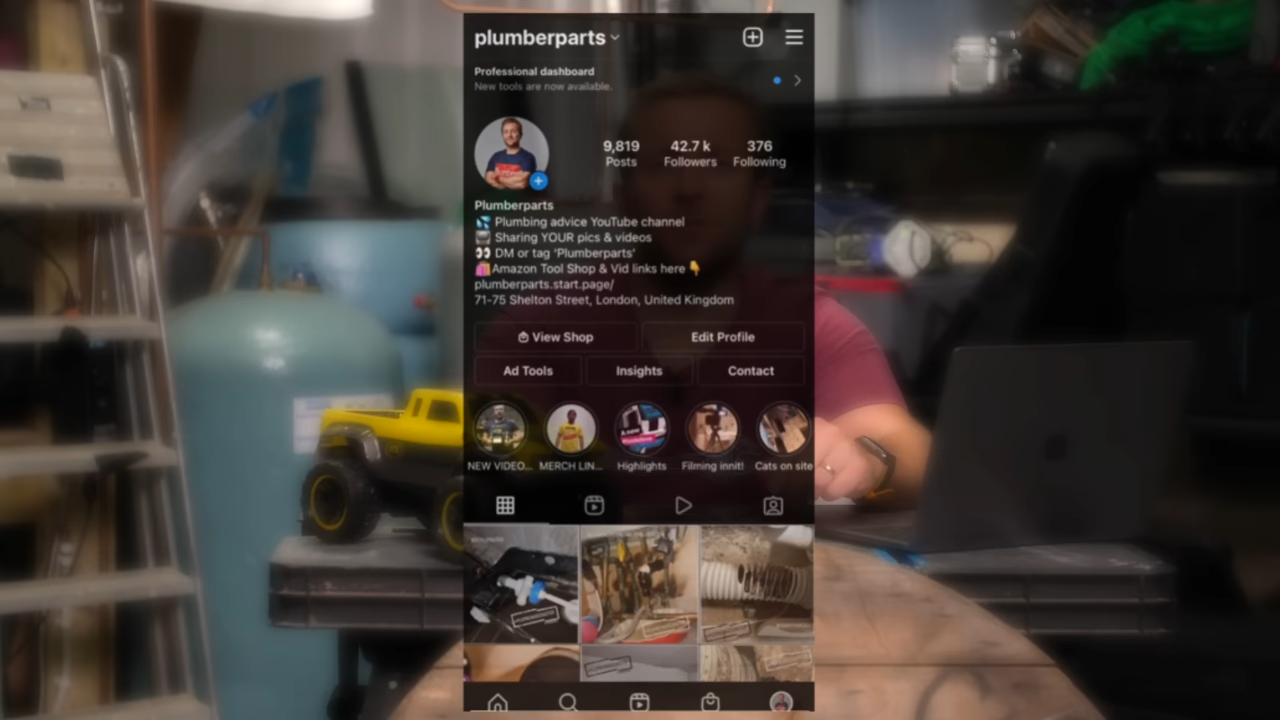 plumberparts
Professional dashboard
New tools are now available.
9,819 42.7 k 376
Posts Followers Following
Plumberparts
💦 Plumbing advice YouTube channel
Sharing YOUR pics & videos
👀 DM or tag 'Plumberparts'
🛍️Amazon Tool Shop & Vid links here 👇
plumberparts.start.page/
71-75 Shelton Street, London, United Kingdom
View Shop Edit Profile
Ad Tools Insights Contact
NEW VIDEO... MERCH LIN... Highlights Filming innit! Cats on site